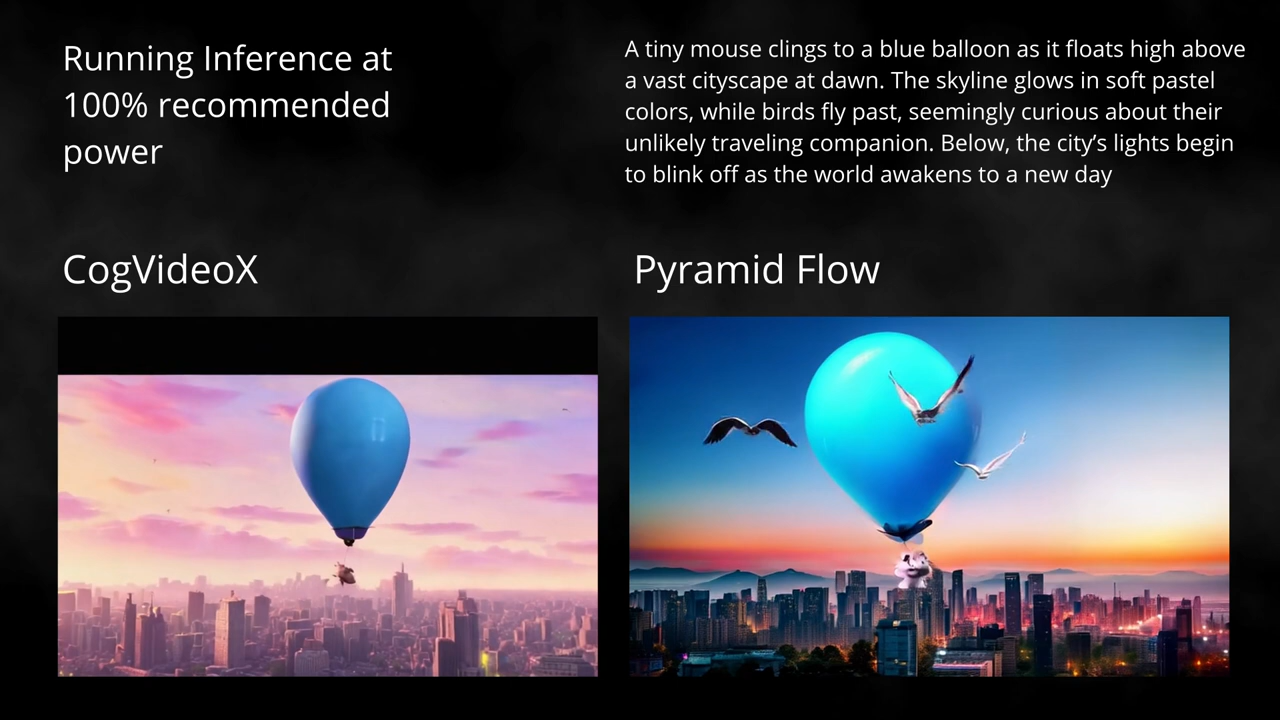 Running Inference at
100% recommended
power
A tiny mouse clings to a blue balloon as it floats high above
a vast cityscape at dawn. The skyline glows in soft pastel
colors, while birds fly past, seemingly curious about their
unlikely traveling companion. Below, the city’s lights begin
to blink off as the world awakens to a new day
CogVideoX
Pyramid Flow